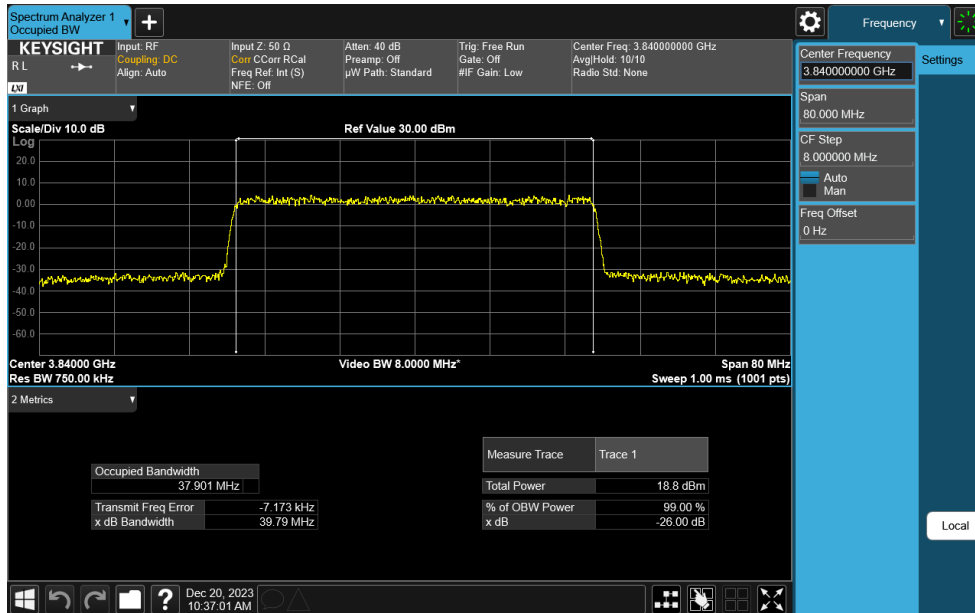 Spectrum Analyzer 1
Occupied BW
+
Frequency
KEYSIGHT
R L
LXI
Input: RF
Coupling: DC
Align: Auto
Input Z: 50 Ω
Corr CCorr RCal
Freq Ref: Int (S)
NFE: Off
Atten: 40 dB
Preamp: Off
µW Path: Standard
Trig: Free Run
Gate: Off
#IF Gain: Low
Center Freq: 3.840000000 GHz
Avg|Hold: 10/10
Radio Std: None
Center Frequency
3.840000000 GHz
Settings
Span
80.000 MHz
CF Step
8.000000 MHz
Auto
Man
Freq Offset
0 Hz
Local
1 Graph
Scale/Div 10.0 dB
Ref Value 30.00 dBm
Log
20.0
10.0
0.00
-10.0
-20.0
-30.0
-40.0
-50.0
-60.0
Center 3.84000 GHz
Video BW 8.0000 MHz*
Span 80 MHz
Res BW 750.00 kHz
Sweep 1.00 ms (1001 pts)
2 Metrics
Measure Trace Trace 1
Occupied Bandwidth
37.901 MHz
Total Power 18.8 dBm
Transmit Freq Error -7.173 kHz
% of OBW Power 99.00 %
x dB Bandwidth 39.79 MHz
x dB -26.00 dB
?
Dec 20, 2023
10:37:01 AM